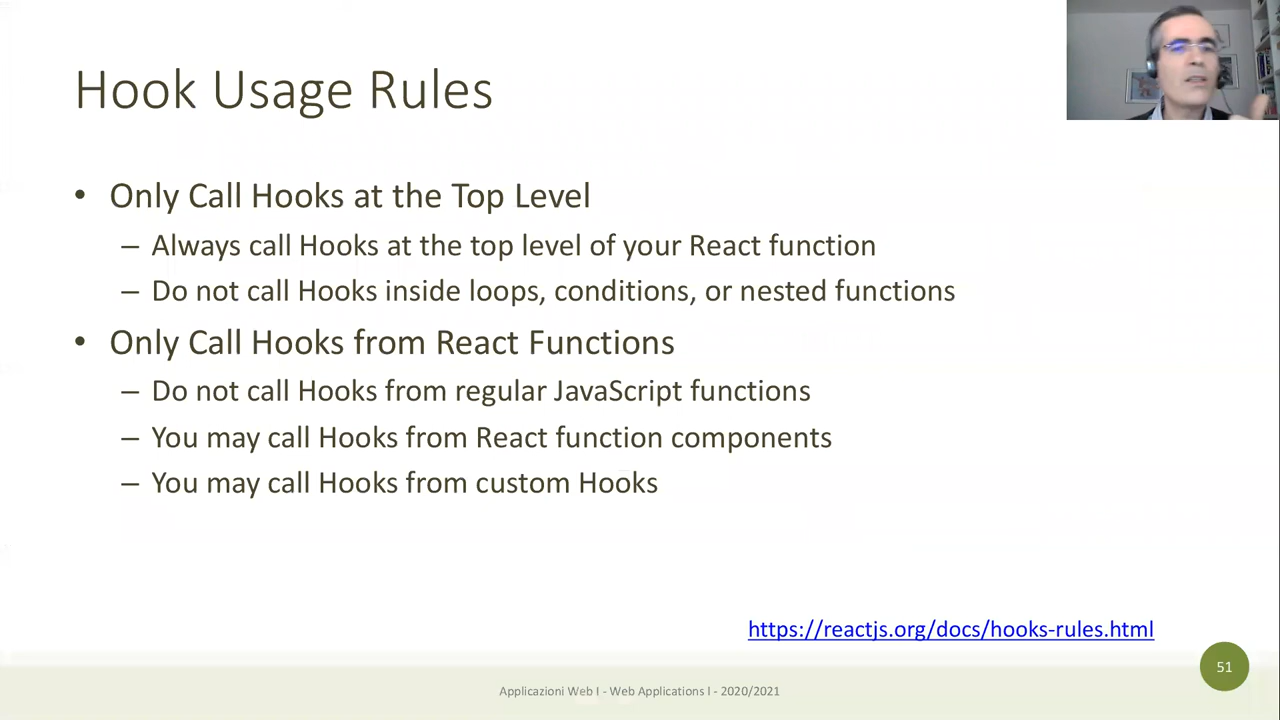 Hook Usage Rules
• Only Call Hooks at the Top Level
– Always call Hooks at the top level of your React function
– Do not call Hooks inside loops, conditions, or nested functions
• Only Call Hooks from React Functions
– Do not call Hooks from regular JavaScript functions
– You may call Hooks from React function components
– You may call Hooks from custom Hooks
https://reactjs.org/docs/hooks-rules.html
51
Applicazioni Web I - Web Applications I - 2020/2021